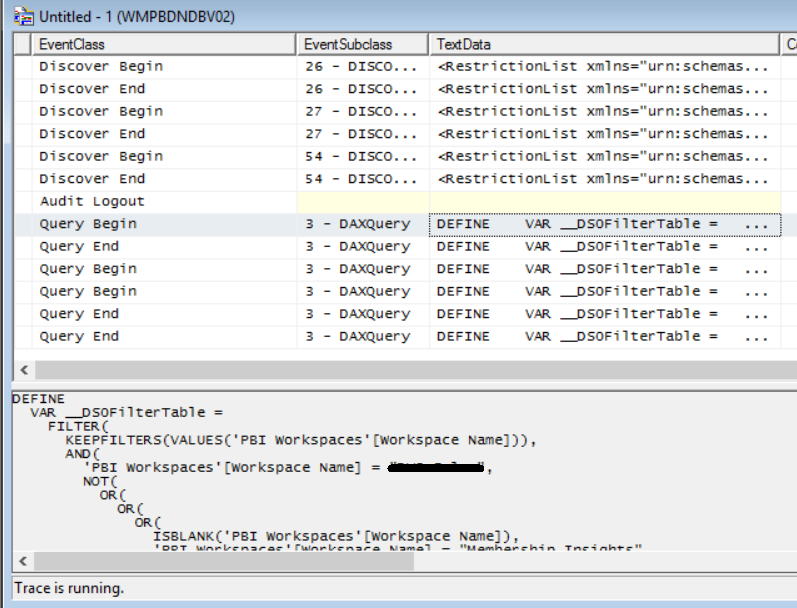 Untitled - 1 (WMPBDNDBV02)
EventClass EventSubclass TextData C
Discover Begin 26 - DISCO... <RestrictionList xmlns="urn:schemas...
Discover End 26 - DISCO... <RestrictionList xmlns="urn:schemas...
Discover Begin 27 - DISCO... <RestrictionList xmlns="urn:schemas...
Discover End 27 - DISCO... <RestrictionList xmlns="urn:schemas...
Discover Begin 54 - DISCO... <RestrictionList xmlns="urn:schemas...
Discover End 54 - DISCO... <RestrictionList xmlns="urn:schemas...
Audit Logout
Query Begin 3 - DAXQuery DEFINE VAR __DS0FilterTable = ...
Query End 3 - DAXQuery DEFINE VAR __DS0FilterTable = ...
Query Begin 3 - DAXQuery DEFINE VAR __DS0FilterTable = ...
Query Begin 3 - DAXQuery DEFINE VAR __DS0FilterTable = ...
Query End 3 - DAXQuery DEFINE VAR __DS0FilterTable = ...
Query End 3 - DAXQuery DEFINE VAR __DS0FilterTable = ...
DEFINE
VAR __DS0FilterTable =
FILTER(
KEEPFILTERS(VALUES('PBI Workspaces'[Workspace Name])),
AND(
'PBI Workspaces'[Workspace Name] = ,
NOT(
OR(
OR(
OR(
ISBLANK('PBI Workspaces'[Workspace Name]),
'PBI Workspaces'[Workspace Name] = "Membership Insights"
Trace is running.